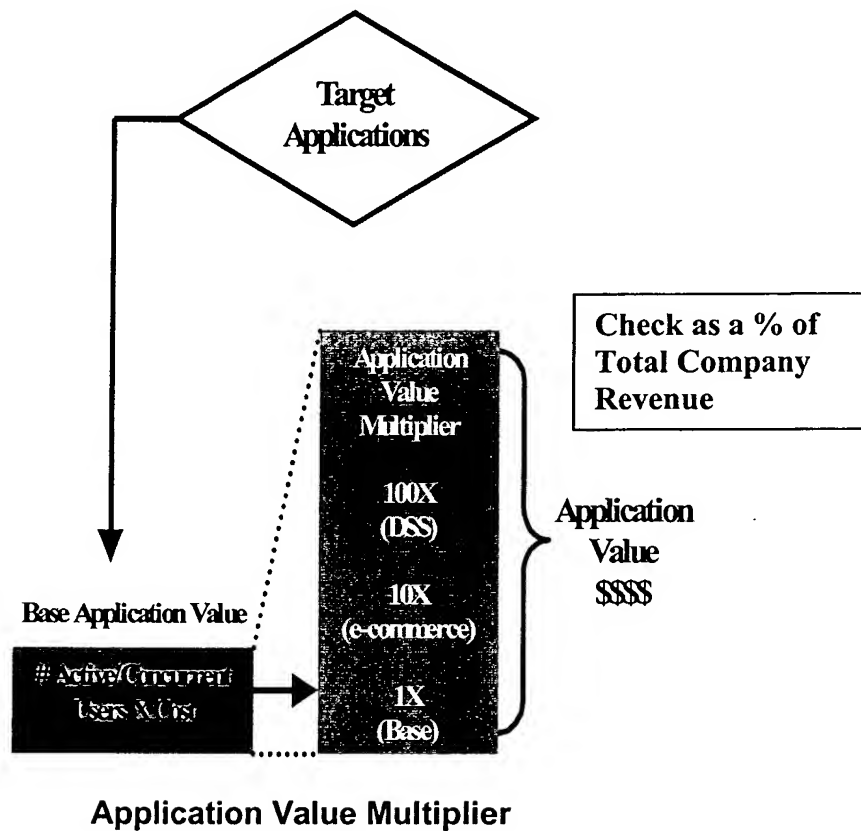 Target
Applications
Check as a % of
Total Company
Revenue
Application
Value
Multiplier
100X
(DSS)
10X
(e-commerce)
1X
(Base)
Application
Value
$$$$
Base Application Value
# Active/Concurrent
Users X Cost
Application Value Multiplier